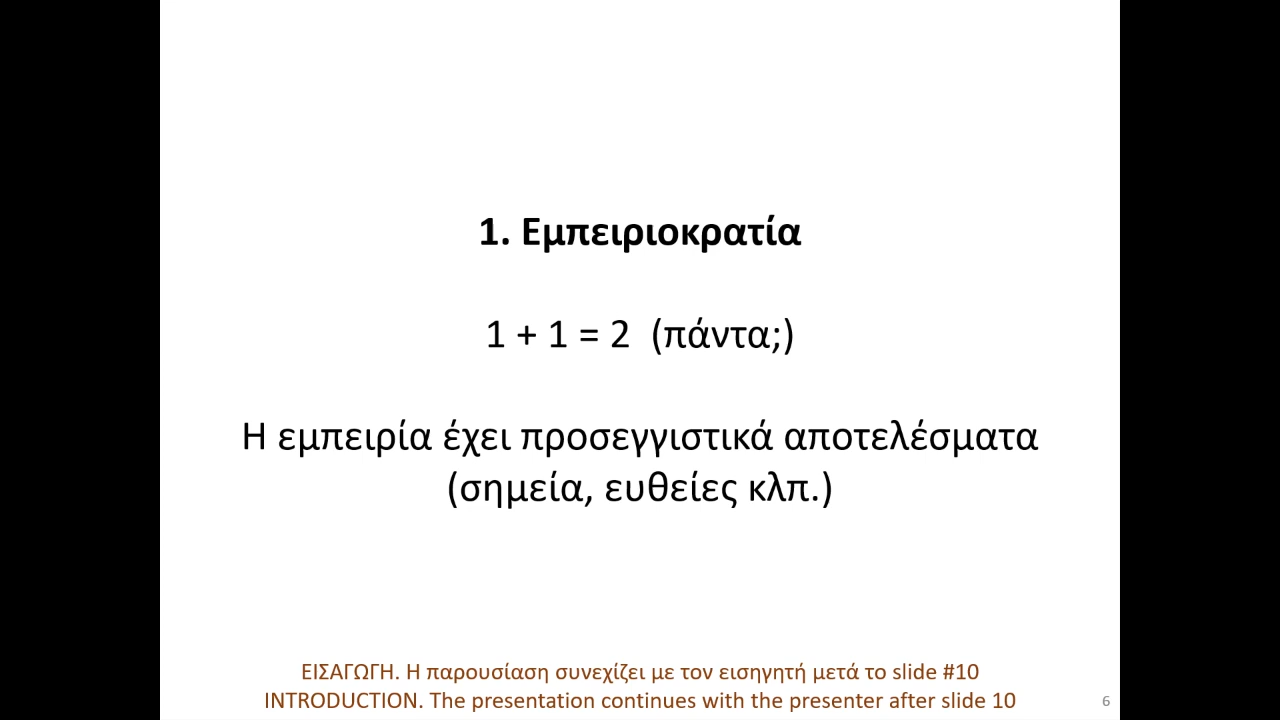 1. Εμπειριοκρατία
1 + 1 = 2 (πάντα;)
Η εμπειρία έχει προσεγγιστικά αποτελέσματα
(σημεία, ευθείες κλπ.)
ΕΙΣΑΓΩΓΗ. Η παρουσίαση συνεχίζει με τον εισηγητή μετά το slide #10
INTRODUCTION. The presentation continues with the presenter after slide 10
6